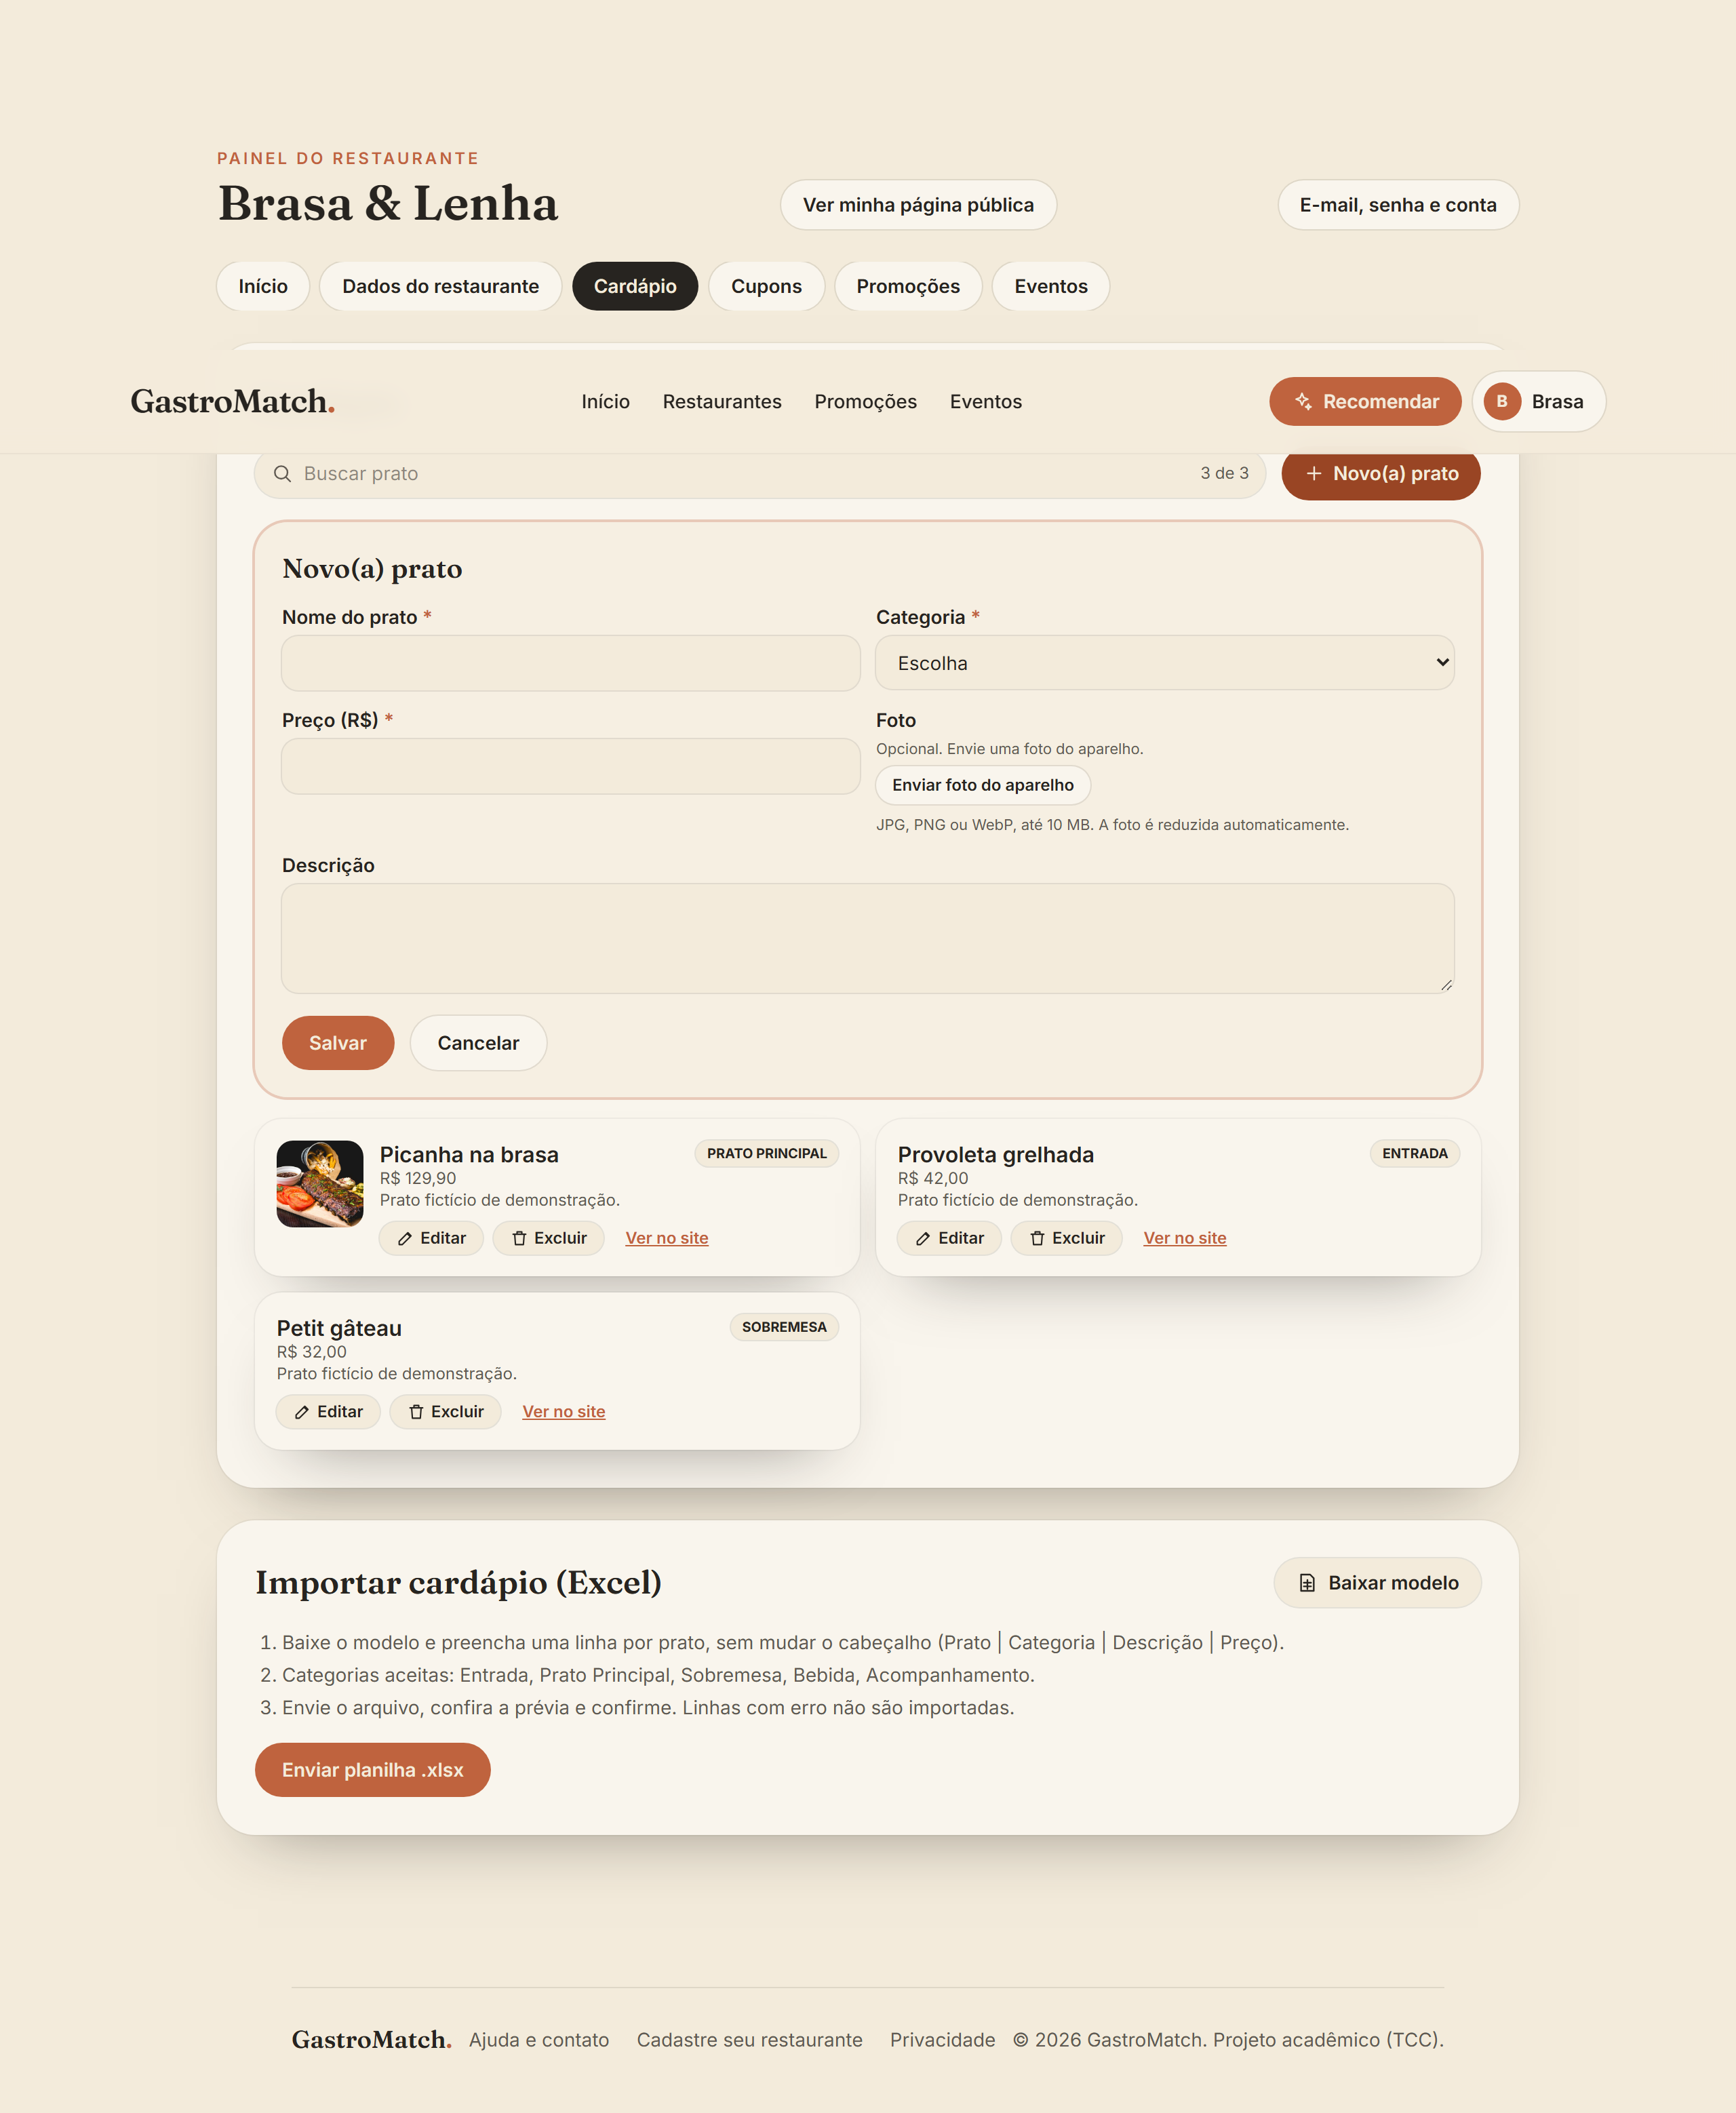 PAINEL DO RESTAURANTE
Brasa & Lenha
Ver minha página pública
E-mail, senha e conta
Início
Dados do restaurante
Cardápio
Cupons
Promoções
Eventos
GastroMatch.
Início
Restaurantes
Promoções
Eventos
Recomendar
B
Brasa
Buscar prato
3 de 3
Novo(a) prato
Novo(a) prato
Nome do prato *
Categoria *
Escolha
Preço (R$) *
Foto
Opcional. Envie uma foto do aparelho.
Enviar foto do aparelho
JPG, PNG ou WebP, até 10 MB. A foto é reduzida automaticamente.
Descrição
Salvar
Cancelar
Picanha na brasa
PRATO PRINCIPAL
R$ 129,90
Prato fictício de demonstração.
Editar
Excluir
Ver no site
Provoleta grelhada
ENTRADA
R$ 42,00
Prato fictício de demonstração.
Editar
Excluir
Ver no site
Petit gâteau
SOBREMESA
R$ 32,00
Prato fictício de demonstração.
Editar
Excluir
Ver no site
Importar cardápio (Excel)
Baixar modelo
1. Baixe o modelo e preencha uma linha por prato, sem mudar o cabeçalho (Prato | Categoria | Descrição | Preço).
2. Categorias aceitas: Entrada, Prato Principal, Sobremesa, Bebida, Acompanhamento.
3. Envie o arquivo, confira a prévia e confirme. Linhas com erro não são importadas.
Enviar planilha .xlsx
GastroMatch.
Ajuda e contato
Cadastre seu restaurante
Privacidade
© 2026 GastroMatch. Projeto acadêmico (TCC).